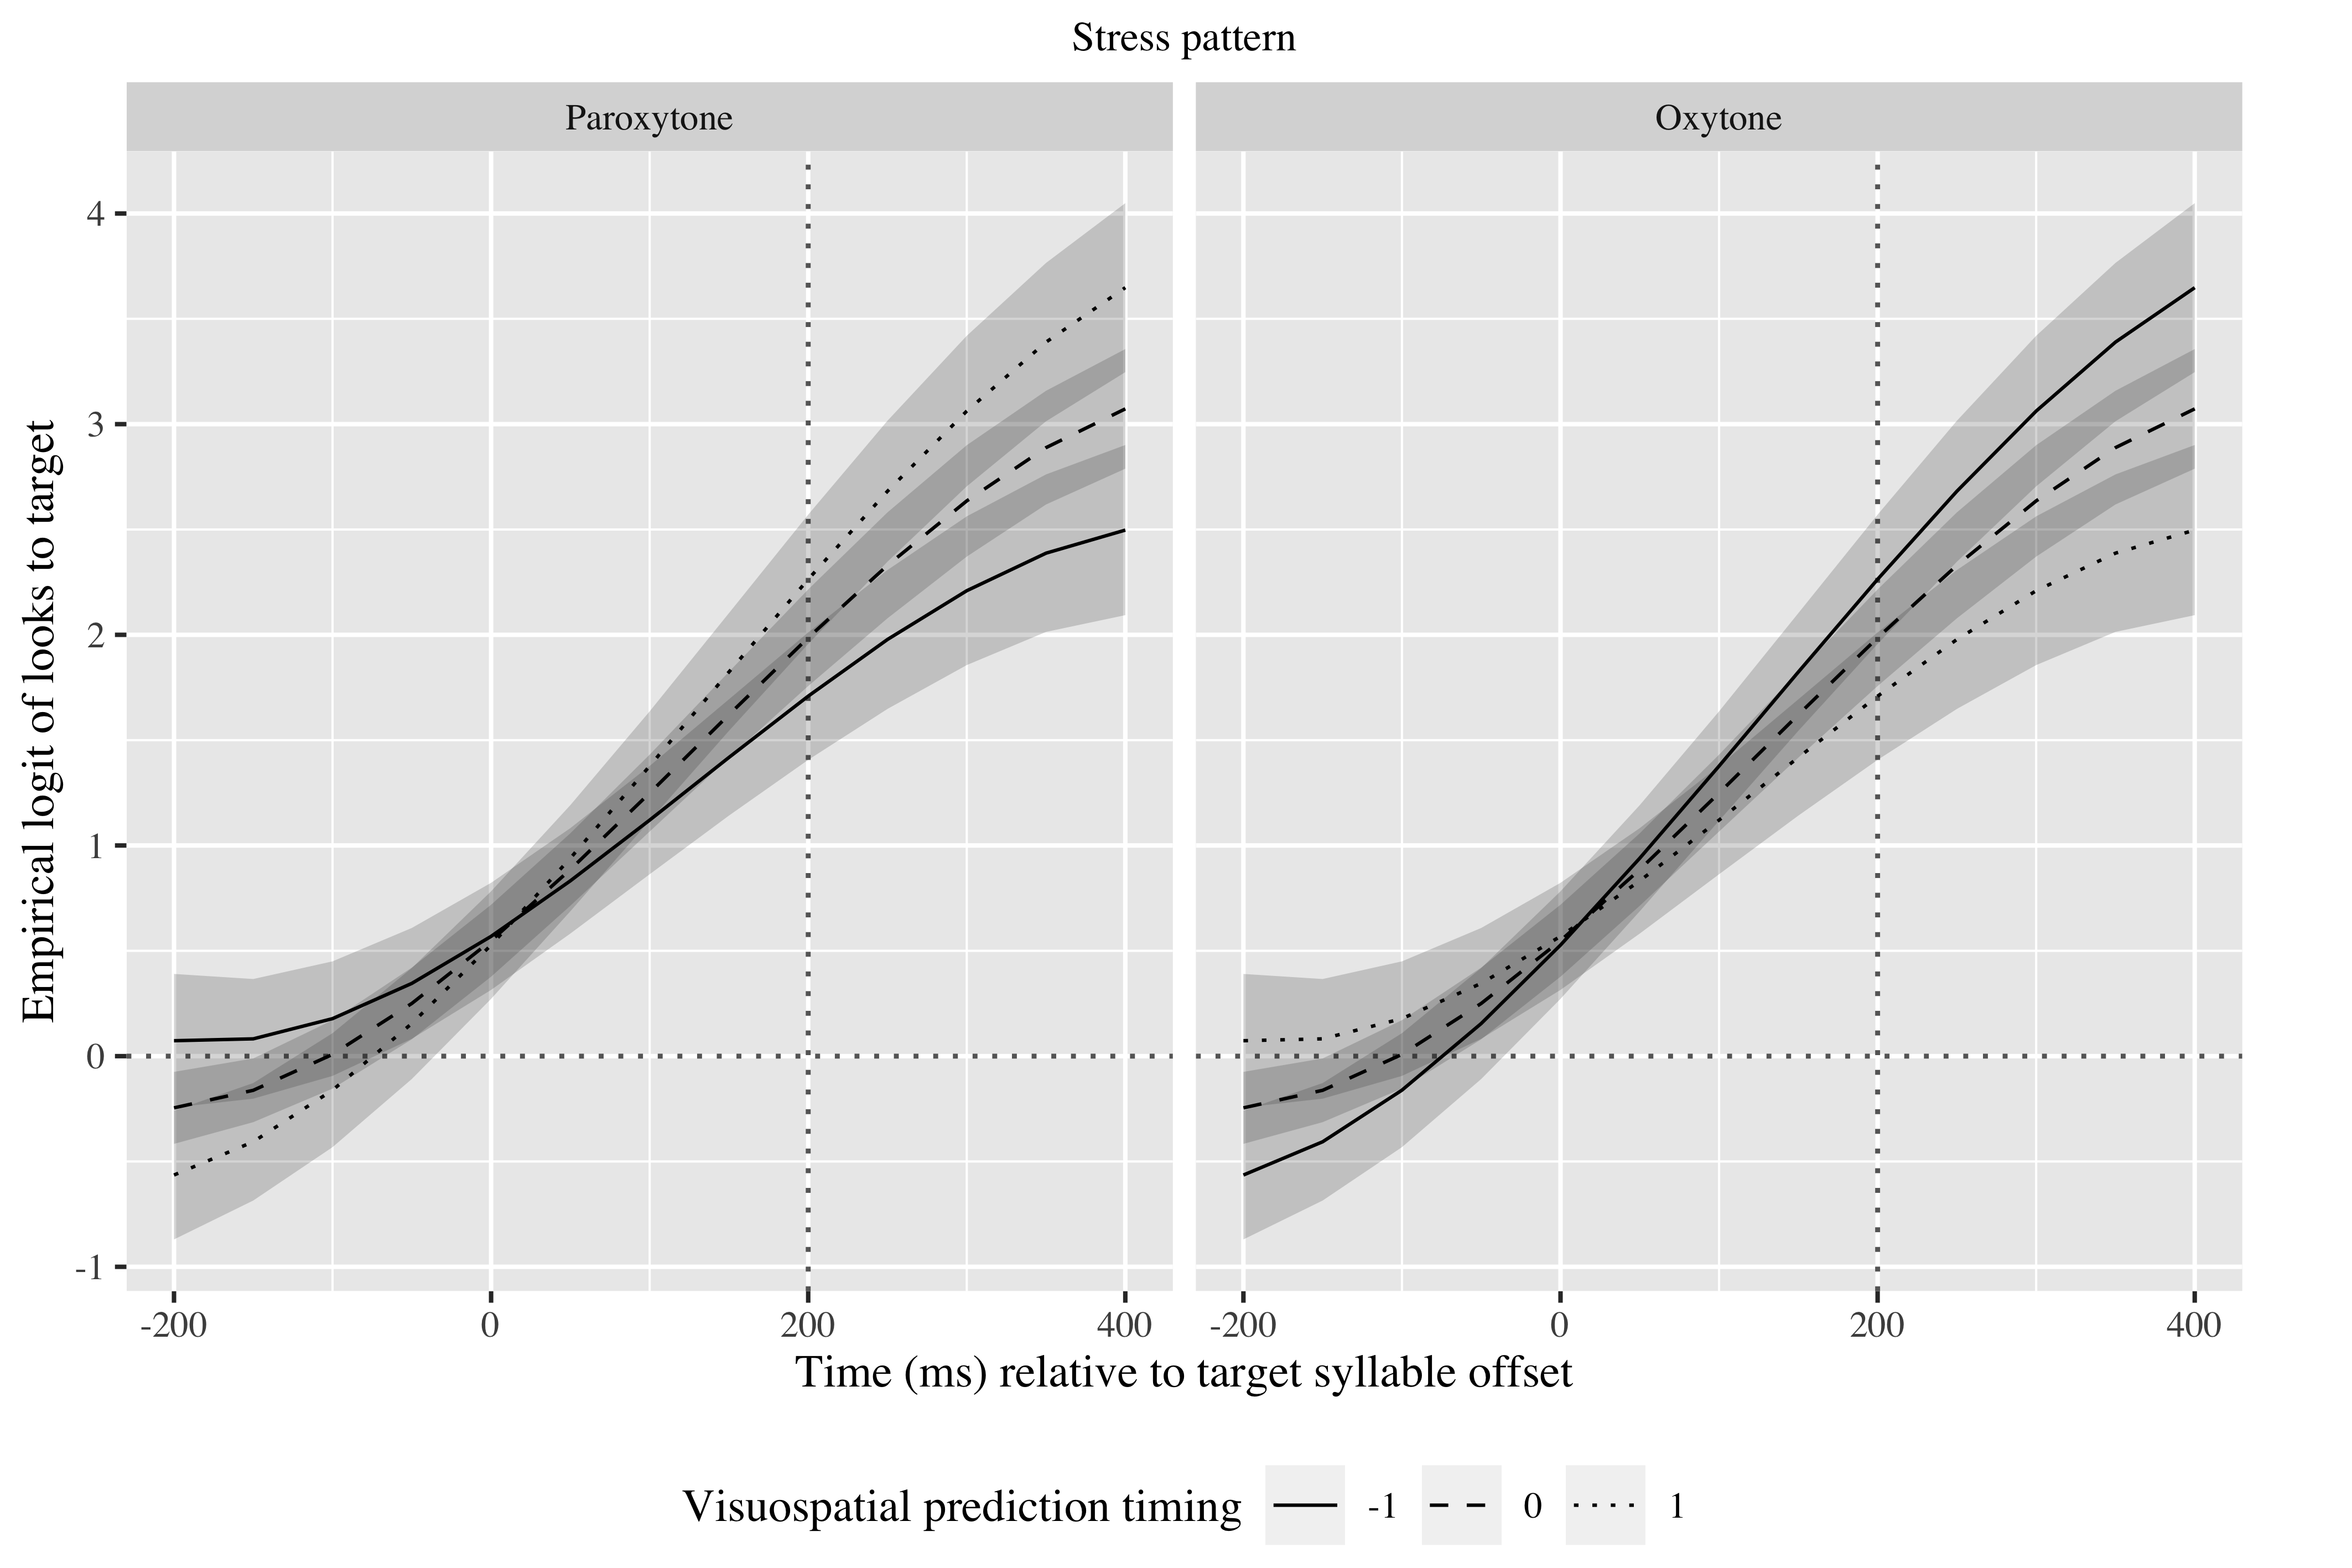 Stress pattern
Paroxytone
Oxytone
Empirical logit of looks to target
4
3
2
1
0
-1
-200 0 200 400
-200 0 200 400
Time (ms) relative to target syllable offset
Visuospatial prediction timing -1 0 1